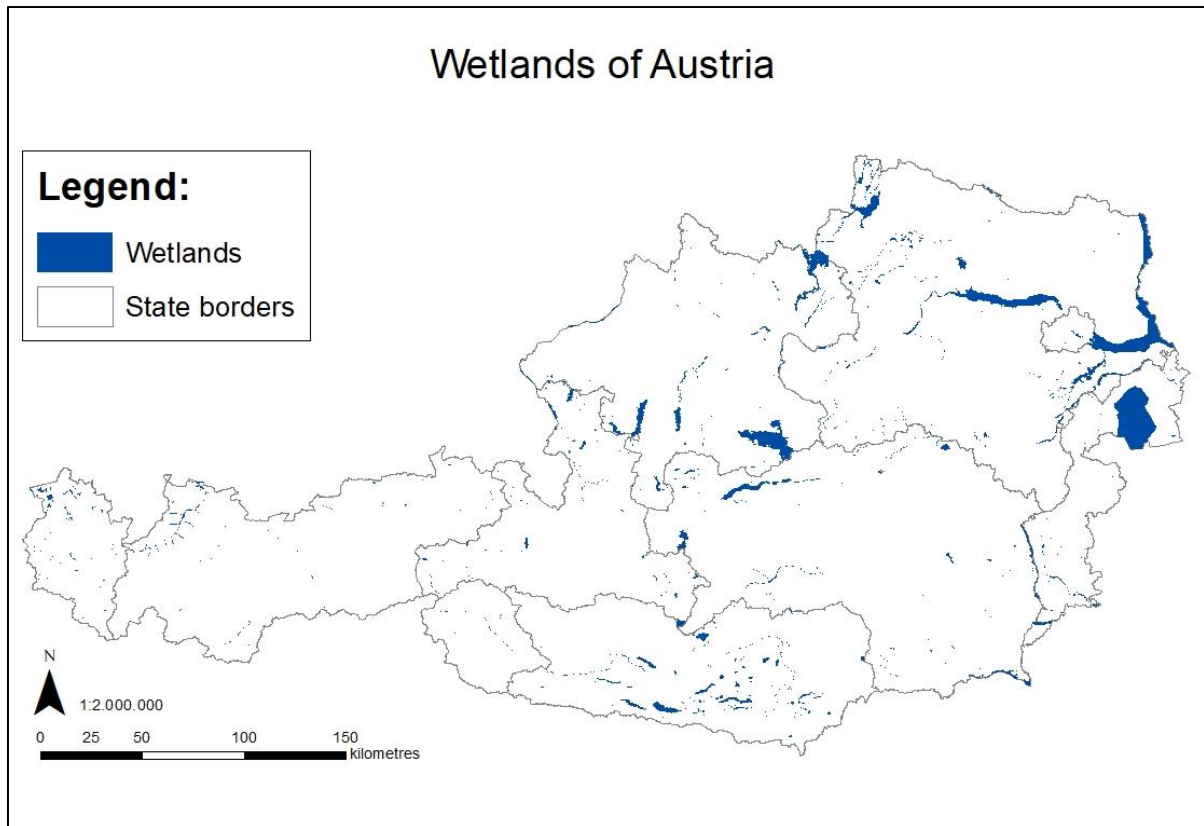 Wetlands of Austria
Legend:
Wetlands
State borders
N
1:2.000.000
0 25 50 100 150
kilometres